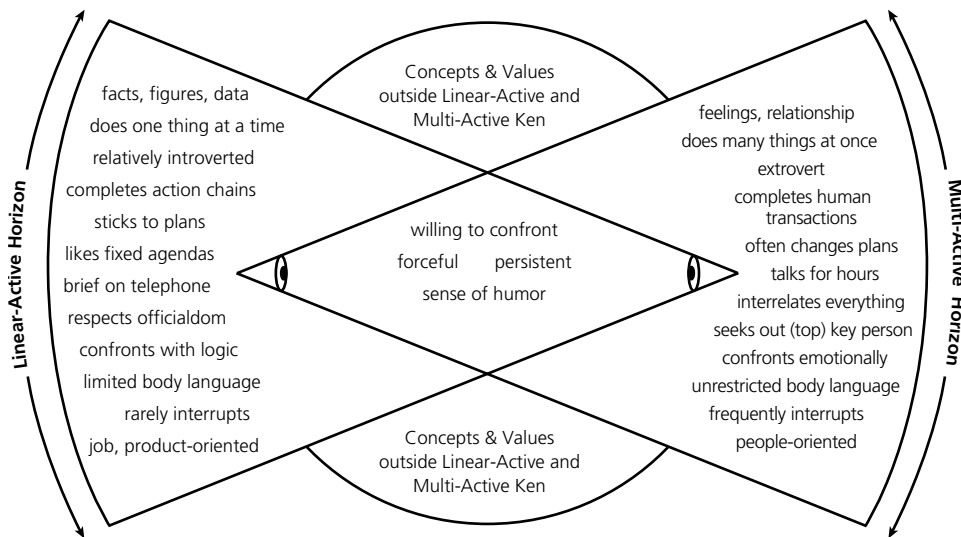 Linear-Active Horizon
facts, figures, data
does one thing at a time
relatively introverted
completes action chains
sticks to plans
likes fixed agendas
brief on telephone
respects officialdom
confronts with logic
limited body language
rarely interrupts
job, product-oriented
Concepts & Values
outside Linear-Active and
Multi-Active Ken
willing to confront
forceful persistent
sense of humor
Concepts & Values
outside Linear-Active and
Multi-Active Ken
feelings, relationship
does many things at once
extrovert
completes human
transactions
often changes plans
talks for hours
interrelates everything
seeks out (top) key person
confronts emotionally
unrestricted body language
frequently interrupts
people-oriented
Multi-Active Horizon